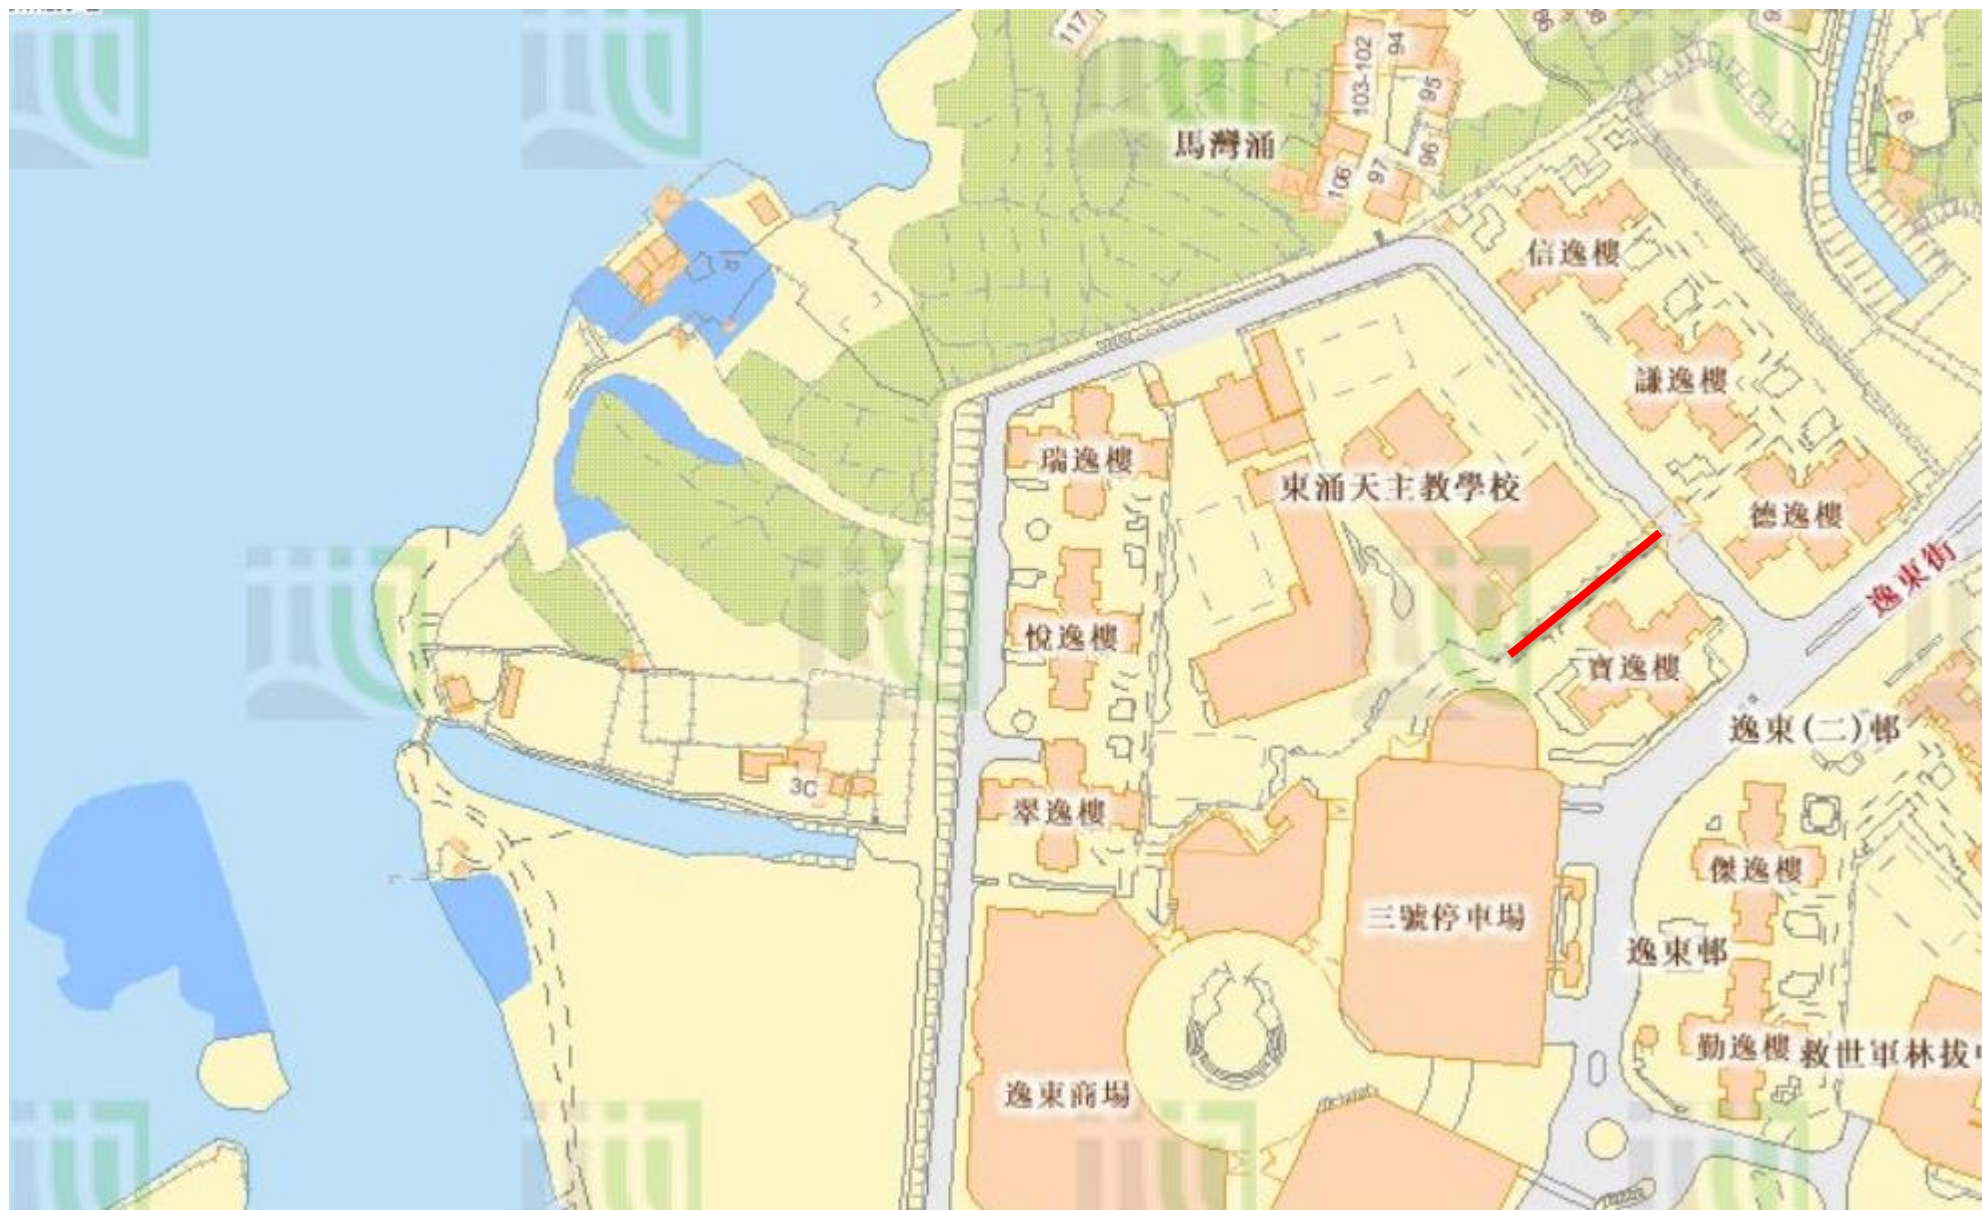 117
103-102
94
95
96
97
106
8
馬灣涌
信逸樓
謙逸樓
瑞逸樓
東涌天主教學校
德逸樓
逸東街
悅逸樓
寶逸樓
逸東(二)邨
3C
翠逸樓
傑逸樓
三號停車場
逸東邨
勤逸樓
救世軍林拔
逸東商場